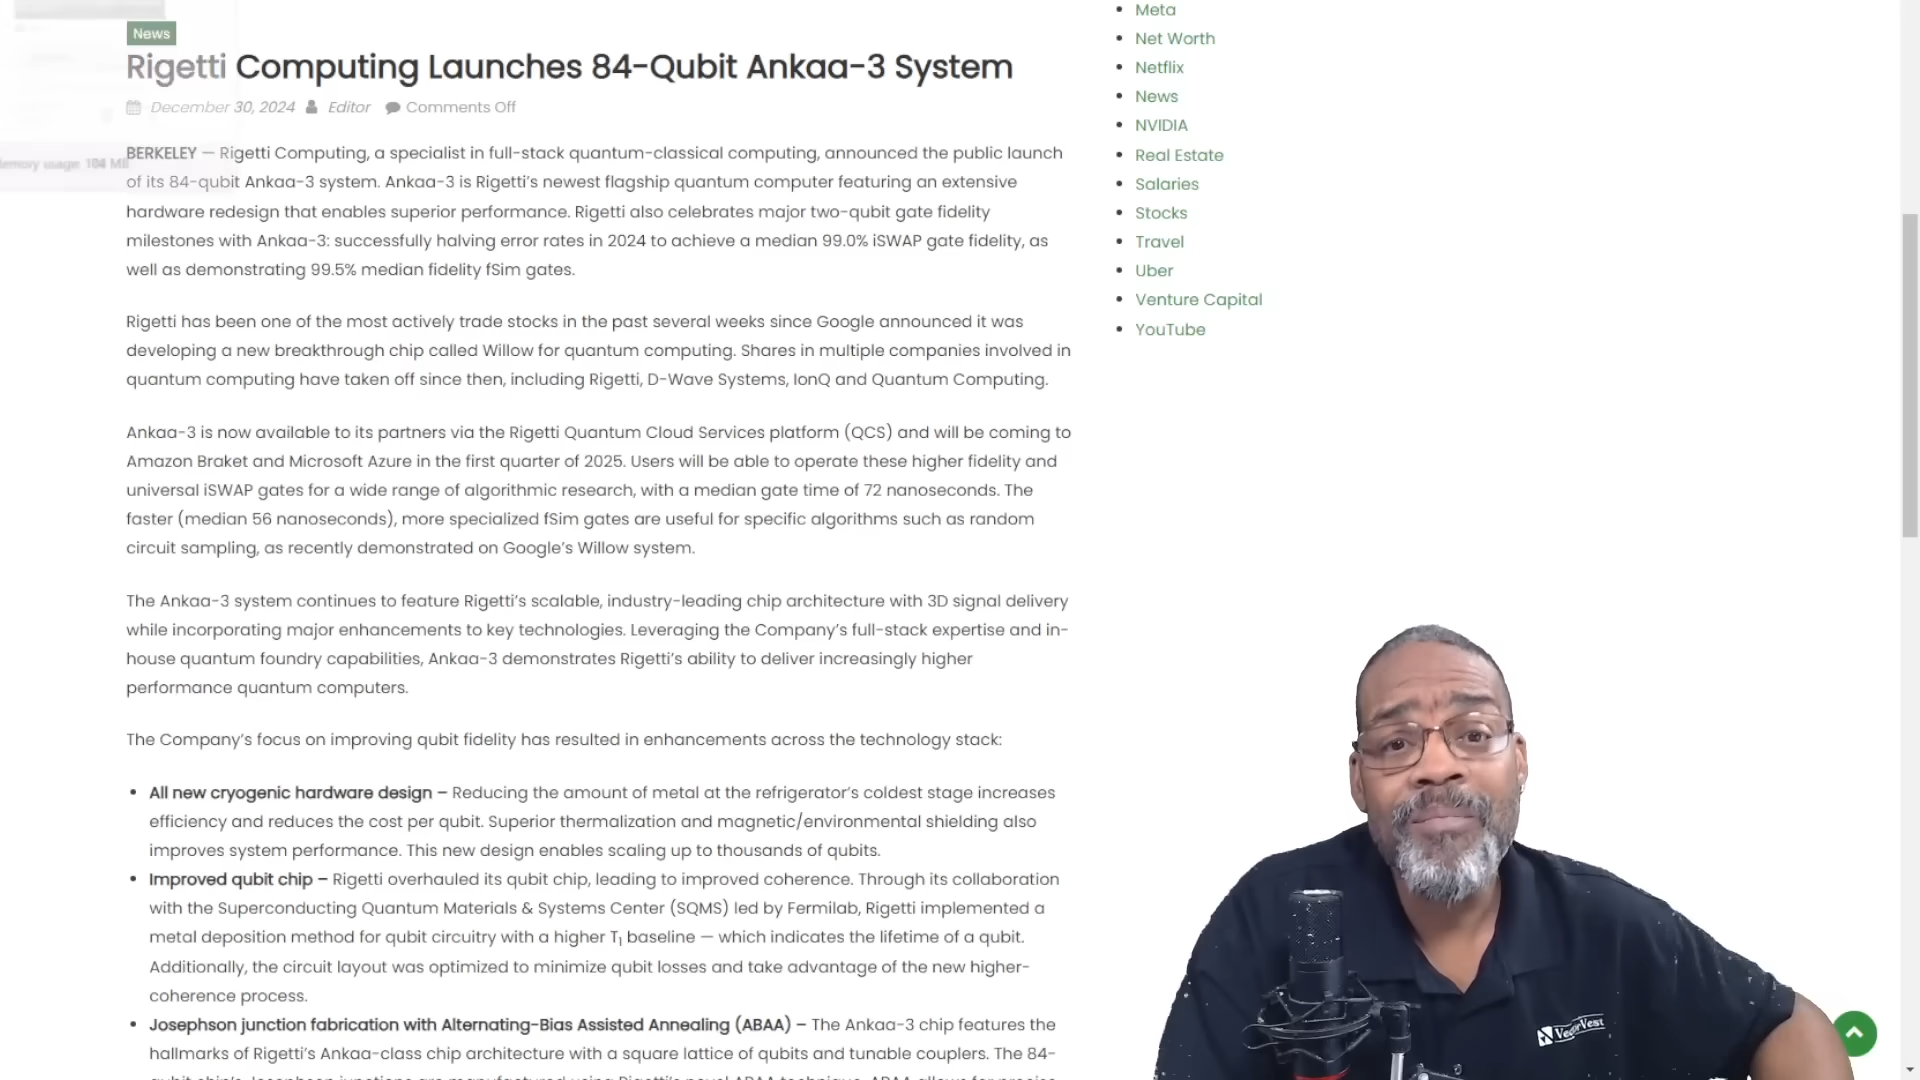 News
Rigetti Computing Launches 84-Qubit Ankaa-3 System
December 30, 2024 Editor Comments Off
BERKELEY — Rigetti Computing, a specialist in full-stack quantum-classical computing, announced the public launch
of its 84-qubit Ankaa-3 system. Ankaa-3 is Rigetti's newest flagship quantum computer featuring an extensive
hardware redesign that enables superior performance. Rigetti also celebrates major two-qubit gate fidelity
milestones with Ankaa-3: successfully halving error rates in 2024 to achieve a median 99.0% iSWAP gate fidelity, as
well as demonstrating 99.5% median fidelity fSim gates.
Rigetti has been one of the most actively trade stocks in the past several weeks since Google announced it was
developing a new breakthrough chip called Willow for quantum computing. Shares in multiple companies involved in
quantum computing have taken off since then, including Rigetti, D-Wave Systems, IonQ and Quantum Computing.
Ankaa-3 is now available to its partners via the Rigetti Quantum Cloud Services platform (QCS) and will be coming to
Amazon Braket and Microsoft Azure in the first quarter of 2025. Users will be able to operate these higher fidelity and
universal iSWAP gates for a wide range of algorithmic research, with a median gate time of 72 nanoseconds. The
faster (median 56 nanoseconds), more specialized fSim gates are useful for specific algorithms such as random
circuit sampling, as recently demonstrated on Google's Willow system.
The Ankaa-3 system continues to feature Rigetti's scalable, industry-leading chip architecture with 3D signal delivery
while incorporating major enhancements to key technologies. Leveraging the Company's full-stack expertise and in-
house quantum foundry capabilities, Ankaa-3 demonstrates Rigetti's ability to deliver increasingly higher
performance quantum computers.
The Company's focus on improving qubit fidelity has resulted in enhancements across the technology stack:
All new cryogenic hardware design – Reducing the amount of metal at the refrigerator's coldest stage increases
efficiency and reduces the cost per qubit. Superior thermalization and magnetic/environmental shielding also
improves system performance. This new design enables scaling up to thousands of qubits.
Improved qubit chip – Rigetti overhauled its qubit chip, leading to improved coherence. Through its collaboration
with the Superconducting Quantum Materials & Systems Center (SQMS) led by Fermilab, Rigetti implemented a
metal deposition method for qubit circuitry with a higher T₁ baseline — which indicates the lifetime of a qubit.
Additionally, the circuit layout was optimized to minimize qubit losses and take advantage of the new higher-
coherence process.
Josephson junction fabrication with Alternating-Bias Assisted Annealing (ABAA) – The Ankaa-3 chip features the
hallmarks of Rigetti's Ankaa-class chip architecture with a square lattice of qubits and tunable couplers. The 84-
Meta
Net Worth
Netflix
News
NVIDIA
Real Estate
Salaries
Stocks
Travel
Uber
Venture Capital
YouTube
memory usage: 104 MB
VectorVest